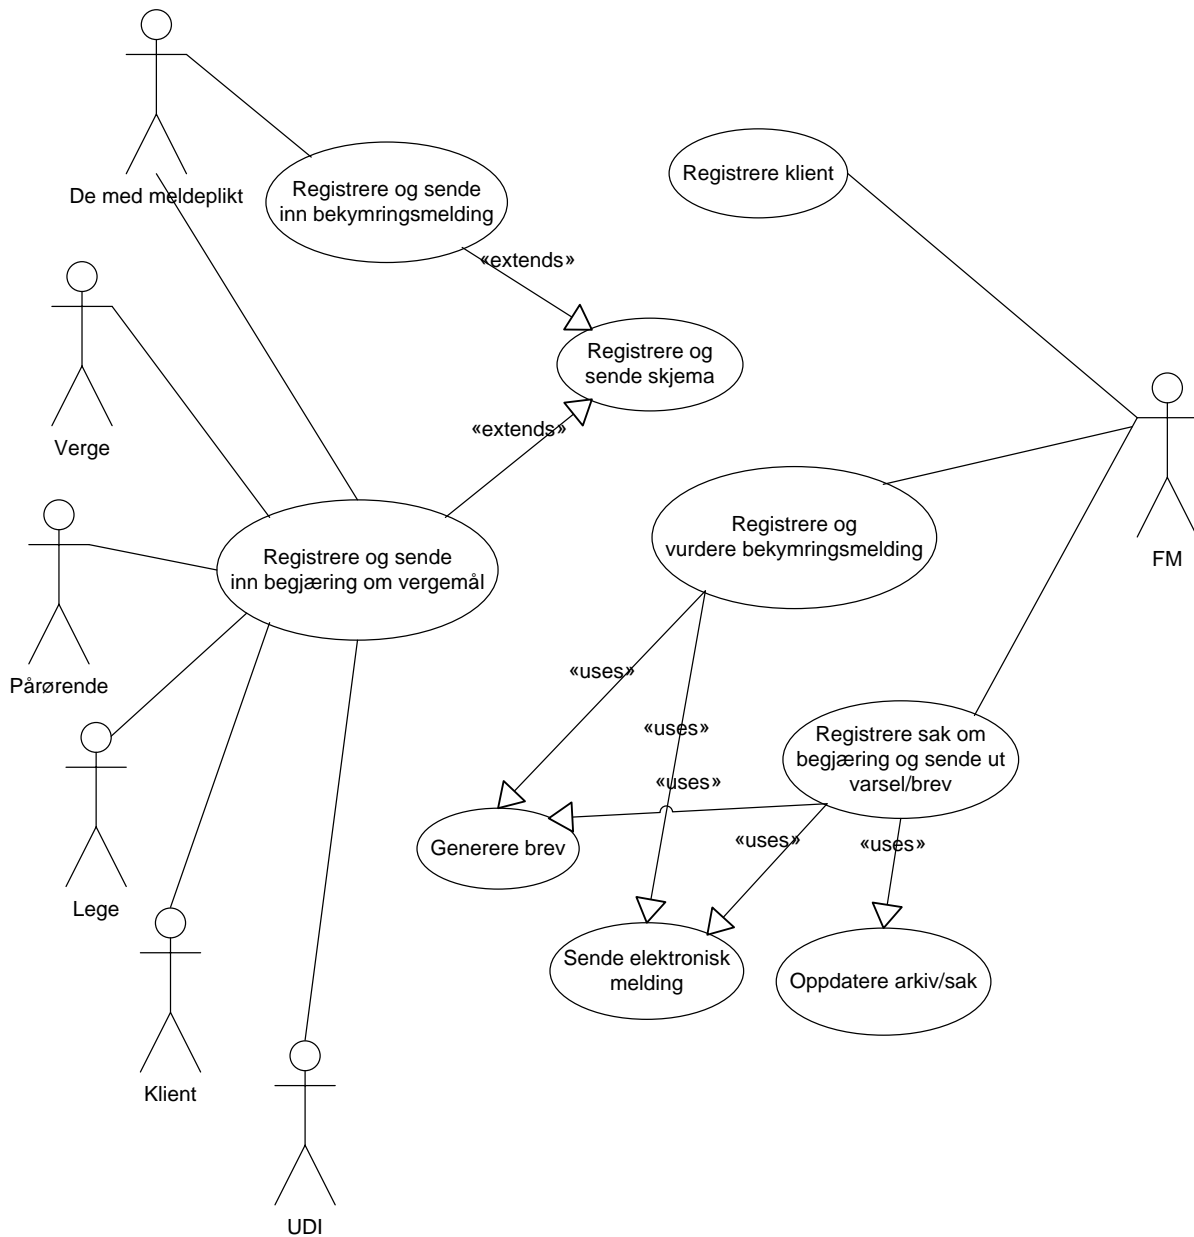 De med meldeplikt
Registrere og sende
inn bekymringsmelding
Registrere klient
«extends»
Registrere og
sende skjema
Verge
«extends»
Registrere og sende
inn begjæring om vergemål
Registrere og
vurdere bekymringsmelding
FM
Pårørende
«uses»
«uses»
Registrere sak om
begjæring og sende ut
varsel/brev
«uses»
Generere brev
«uses»
«uses»
Lege
Sende elektronisk
melding
Oppdatere arkiv/sak
Klient
UDI